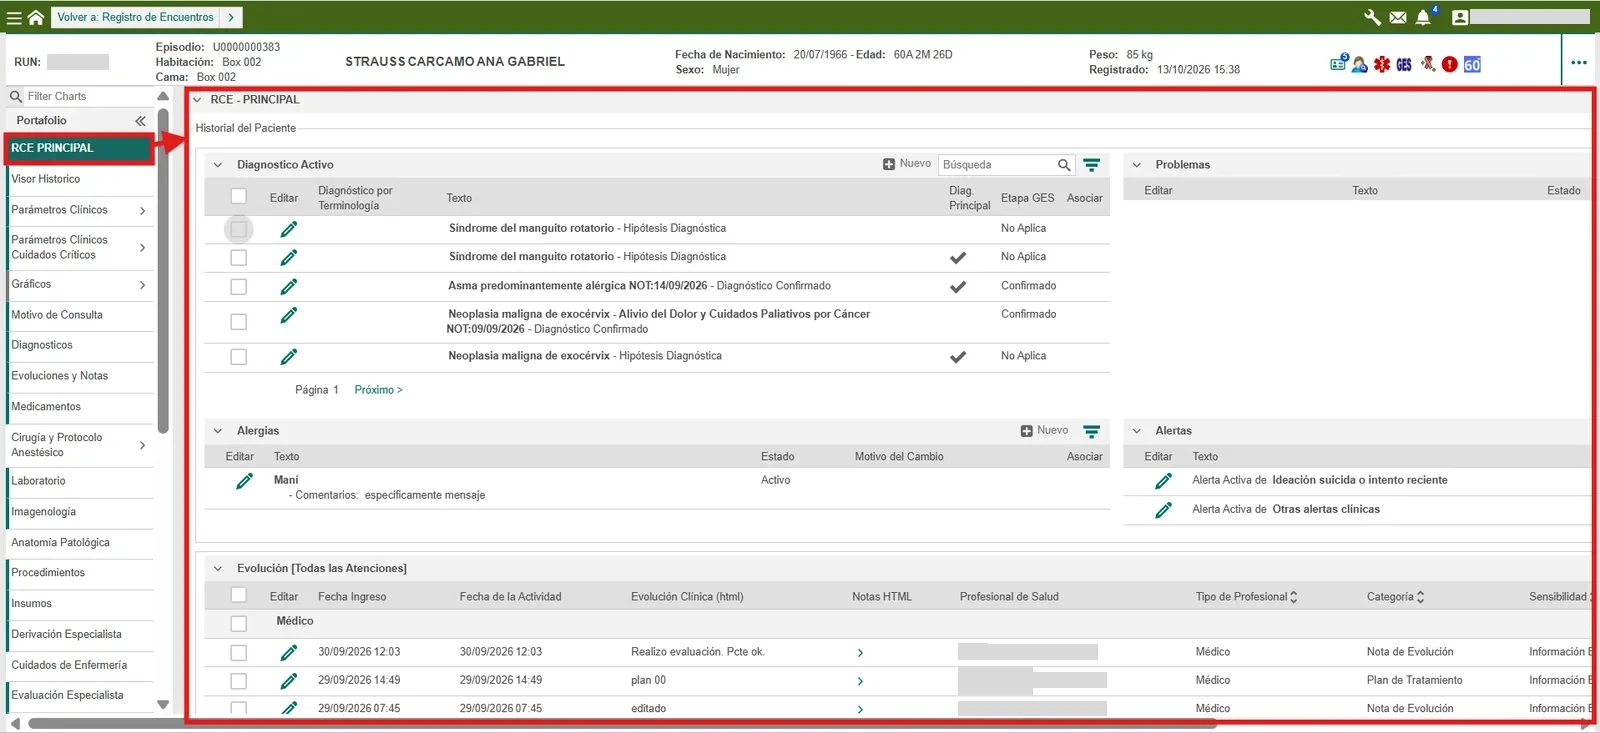 Volver a: Registro de Encuentros
4
RUN:
Episodio: U0000000383
Habitación: Box 002
Cama: Box 002
STRAUSS CARCAMO ANA GABRIEL
Fecha de Nacimiento: 20/07/1966 - Edad: 60A 2M 26D
Sexo: Mujer
Peso: 85 kg
Registrado: 13/10/2026 15:38
5
GES
60
Filter Charts
Portafolio
RCE PRINCIPAL
Visor Historico
Parámetros Clínicos
Parámetros Clínicos
Cuidados Críticos
Gráficos
Motivo de Consulta
Diagnosticos
Evoluciones y Notas
Medicamentos
Cirugía y Protocolo
Anestésico
Laboratorio
Imagenología
Anatomía Patológica
Procedimientos
Insumos
Derivación Especialista
Cuidados de Enfermería
Evaluación Especialista
RCE - PRINCIPAL
Historial del Paciente
Diagnostico Activo
Nuevo
Búsqueda
Editar Diagnóstico por Terminología Texto Diag. Principal Etapa GES Asociar
Síndrome del manguito rotatorio - Hipótesis Diagnóstica No Aplica
Síndrome del manguito rotatorio - Hipótesis Diagnóstica No Aplica
Asma predominantemente alérgica NOT:14/09/2026 - Diagnóstico Confirmado Confirmado
Neoplasia maligna de exocérvix - Alivio del Dolor y Cuidados Paliativos por Cáncer Confirmado
NOT:09/09/2026 - Diagnóstico Confirmado
Neoplasia maligna de exocérvix - Hipótesis Diagnóstica No Aplica
Página 1 Próximo >
Problemas
Editar Texto Estado
Alergias
Nuevo
Editar Texto Estado Motivo del Cambio Asociar
Maní Activo
- Comentarios: especificamente mensaje
Alertas
Editar Texto
Alerta Activa de Ideación suicida o intento reciente
Alerta Activa de Otras alertas clínicas
Evolución [Todas las Atenciones]
Editar Fecha Ingreso Fecha de la Actividad Evolución Clínica (html) Notas HTML Profesional de Salud Tipo de Profesional Categoría Sensibilidad
Médico
30/09/2026 12:03 30/09/2026 12:03 Realizo evaluación. Pcte ok. Médico Nota de Evolución Información
29/09/2026 14:49 29/09/2026 14:49 plan 00 Médico Plan de Tratamiento Información
29/09/2026 07:45 29/09/2026 07:45 editado Médico Nota de Evolución Información